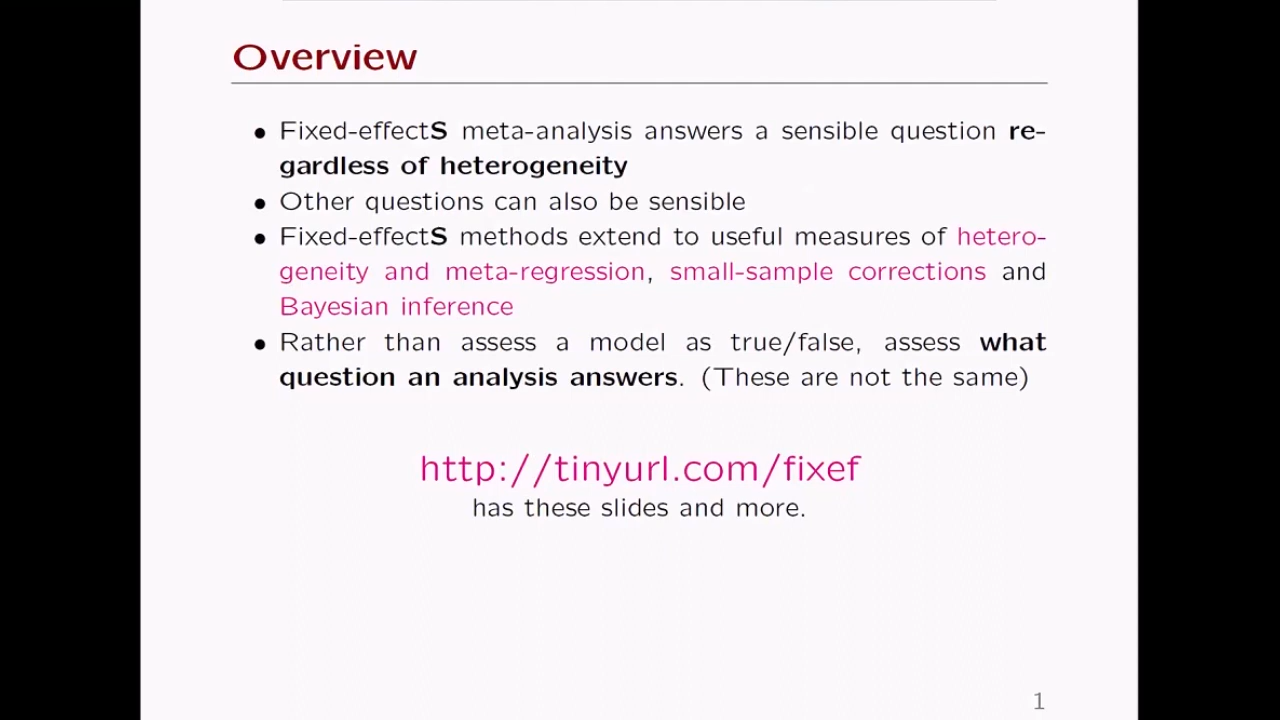 Overview
• Fixed-effectS meta-analysis answers a sensible question re-
gardless of heterogeneity
• Other questions can also be sensible
• Fixed-effectS methods extend to useful measures of hetero-
geneity and meta-regression, small-sample corrections and
Bayesian inference
• Rather than assess a model as true/false, assess what
question an analysis answers. (These are not the same)
http://tinyurl.com/fixef
has these slides and more.
1